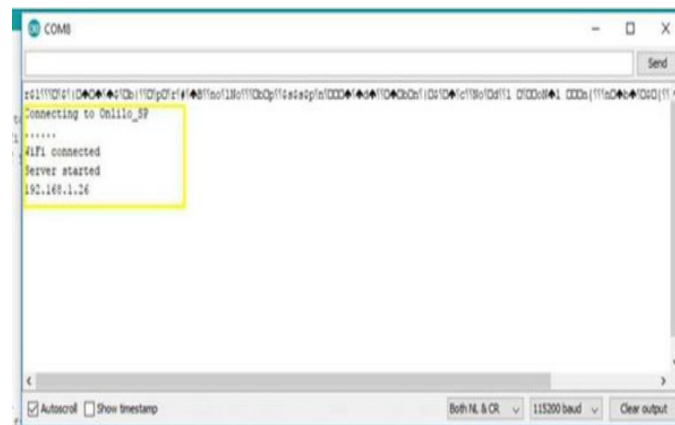 COM8
Send
Connecting to Onlilo_SP
......
WiFi connected
Server started
192.168.1.26
Autoscroll Show timestamp Both NL & CR 115200 baud Clear output